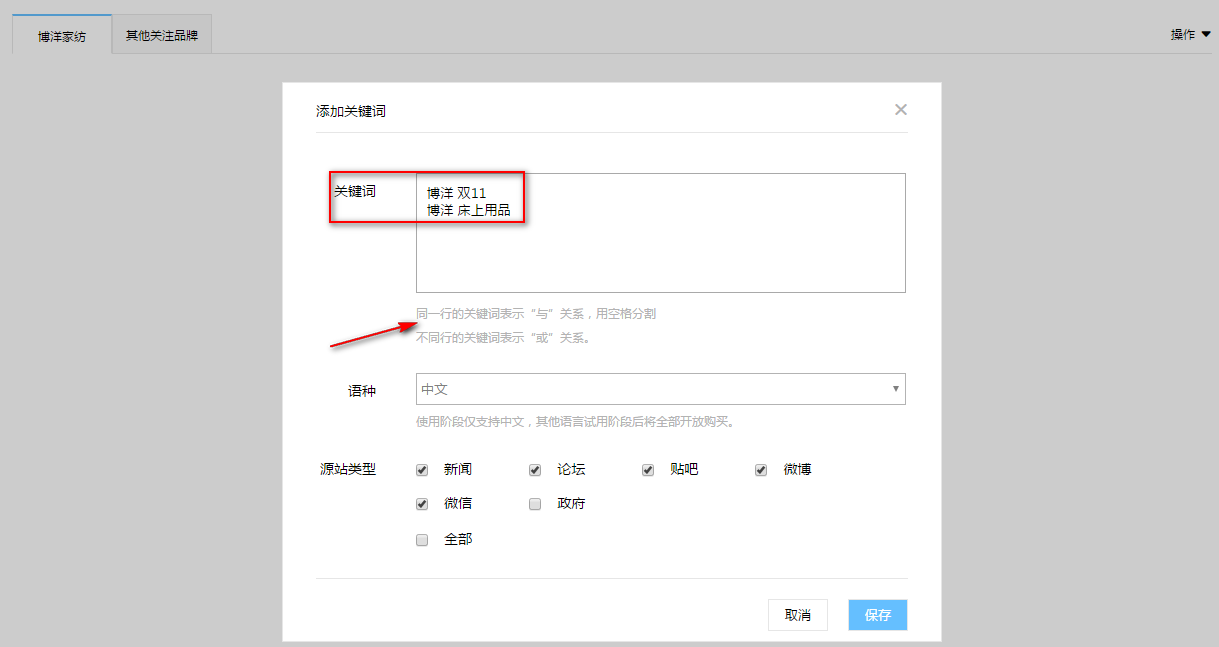 博洋家纺 其他关注品牌 操作
添加关键词
关键词 博洋 双11
博洋 床上用品
同一行的关键词表示“与”关系，用空格分割
不同行的关键词表示“或”关系。
语种 中文
使用阶段仅支持中文，其他语言试用阶段后将全部开放购买。
源站类型 新闻 论坛 贴吧 微博
微信 政府
全部
取消 保存